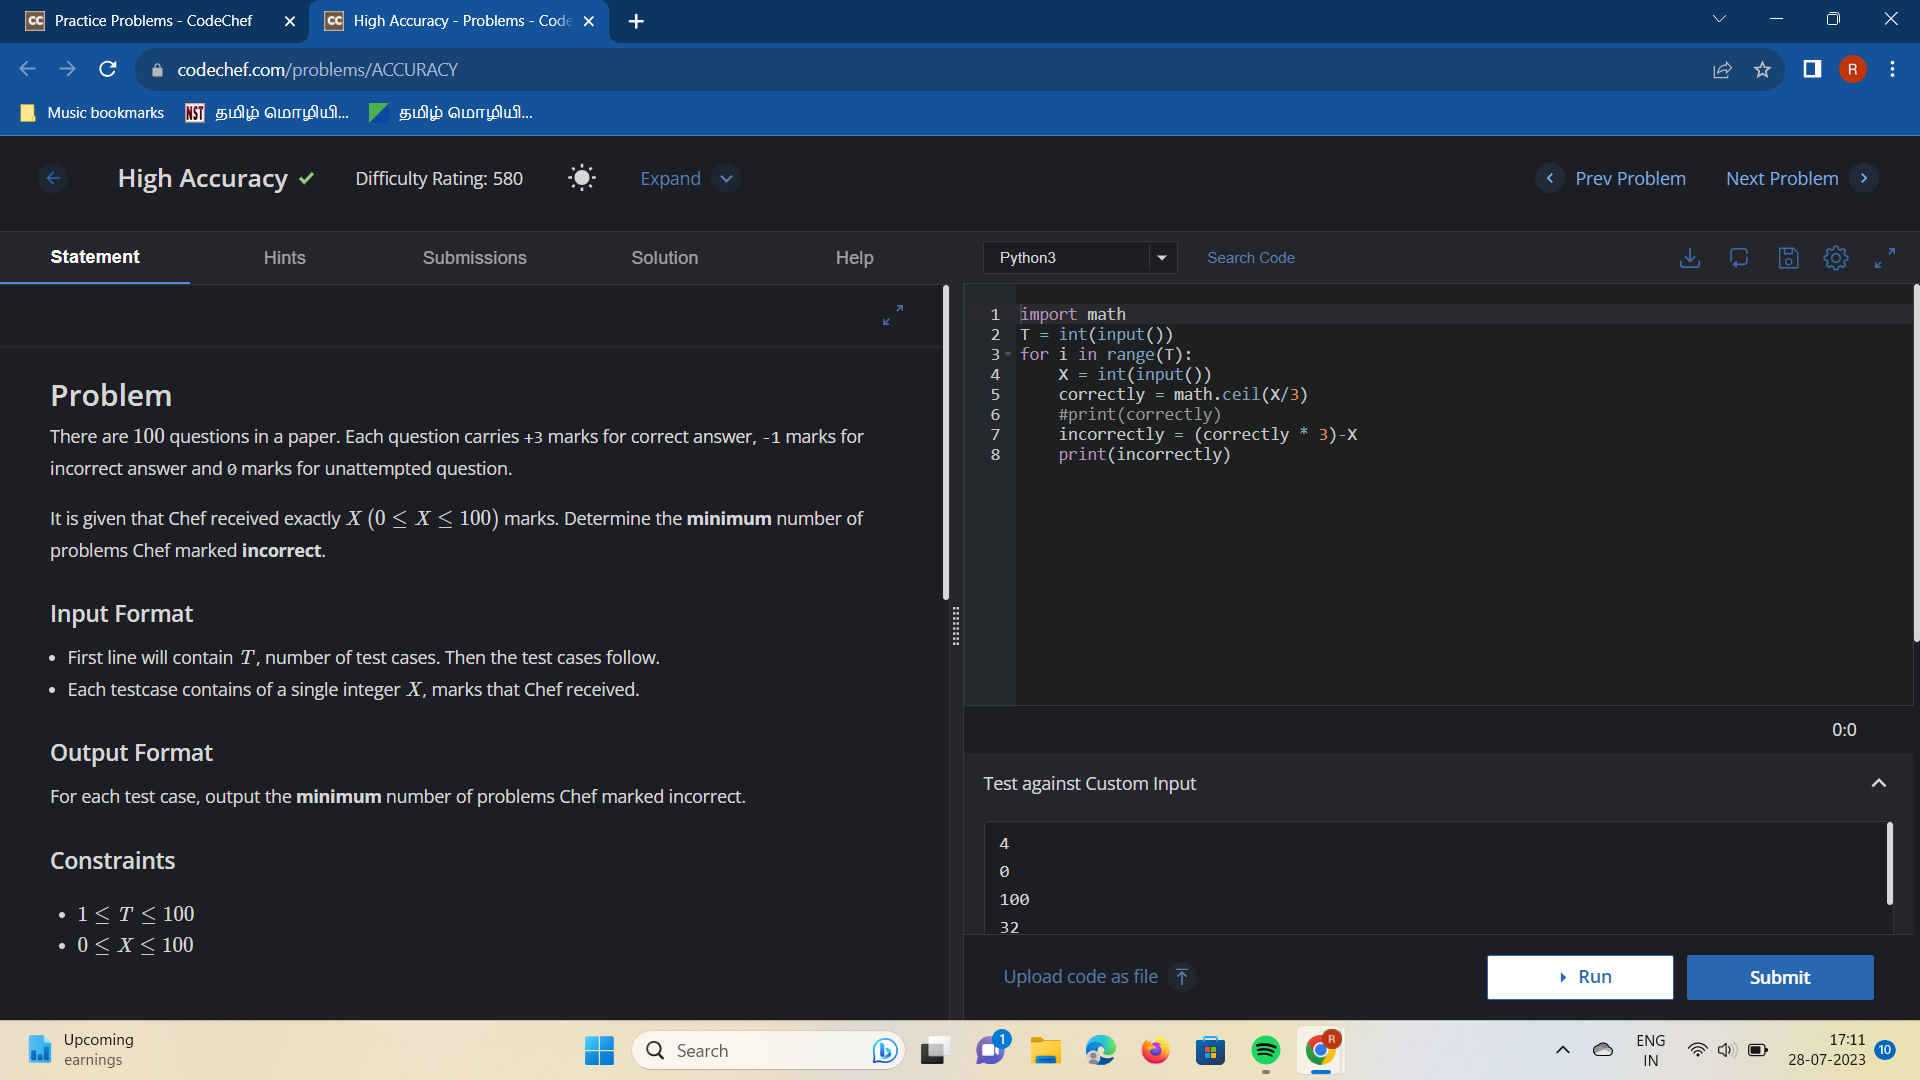 Practice Problems - CodeChef
High Accuracy - Problems - Code
codechef.com/problems/ACCURACY
R
Music bookmarks
NST தமிழ் மொழியி...
தமிழ் மொழியி...
High Accuracy
Difficulty Rating: 580
Expand
Prev Problem
Next Problem
Statement
Hints
Submissions
Solution
Help
Python3
Search Code
Problem
There are 100 questions in a paper. Each question carries +3 marks for correct answer, -1 marks for
incorrect answer and 0 marks for unattempted question.
It is given that Chef received exactly X (0 ≤ X ≤ 100) marks. Determine the minimum number of
problems Chef marked incorrect.
Input Format
• First line will contain T, number of test cases. Then the test cases follow.
• Each testcase contains of a single integer X, marks that Chef received.
Output Format
For each test case, output the minimum number of problems Chef marked incorrect.
Constraints
• 1 ≤ T ≤ 100
• 0 ≤ X ≤ 100
1 import math
2 T = int(input())
3 for i in range(T):
4     X = int(input())
5     correctly = math.ceil(X/3)
6     #print(correctly)
7     incorrectly = (correctly * 3)-X
8     print(incorrectly)
0:0
Test against Custom Input
4
0
100
32
Upload code as file
Run
Submit
Upcoming
earnings
Search
1
R
ENG
IN
17:11
28-07-2023
10